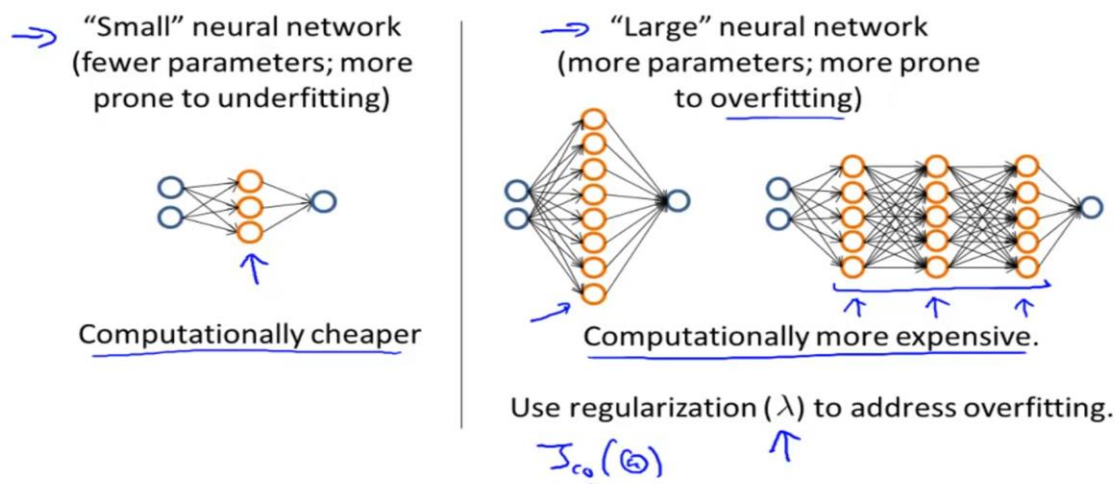 “Small” neural network
(fewer parameters; more
prone to underfitting)
Computationally cheaper
“Large” neural network
(more parameters; more prone
to overfitting)
Computationally more expensive.
Use regularization (λ) to address overfitting.